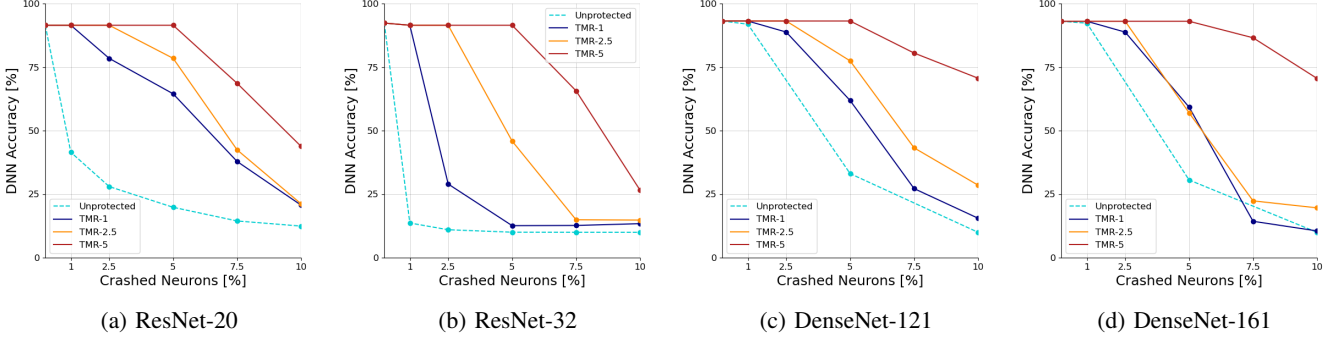 100
75
50
25
0
DNN Accuracy [%]
Unprotected
TMR-1
TMR-2.5
TMR-5
1 2.5 5 7.5 10
Crashed Neurons [%]
(a) ResNet-20
100
75
50
25
0
DNN Accuracy [%]
Unprotected
TMR-1
TMR-2.5
TMR-5
1 2.5 5 7.5 10
Crashed Neurons [%]
(b) ResNet-32
100
75
50
25
0
DNN Accuracy [%]
Unprotected
TMR-1
TMR-2.5
TMR-5
1 2.5 5 7.5 10
Crashed Neurons [%]
(c) DenseNet-121
100
75
50
25
0
DNN Accuracy [%]
Unprotected
TMR-1
TMR-2.5
TMR-5
1 2.5 5 7.5 10
Crashed Neurons [%]
(d) DenseNet-161